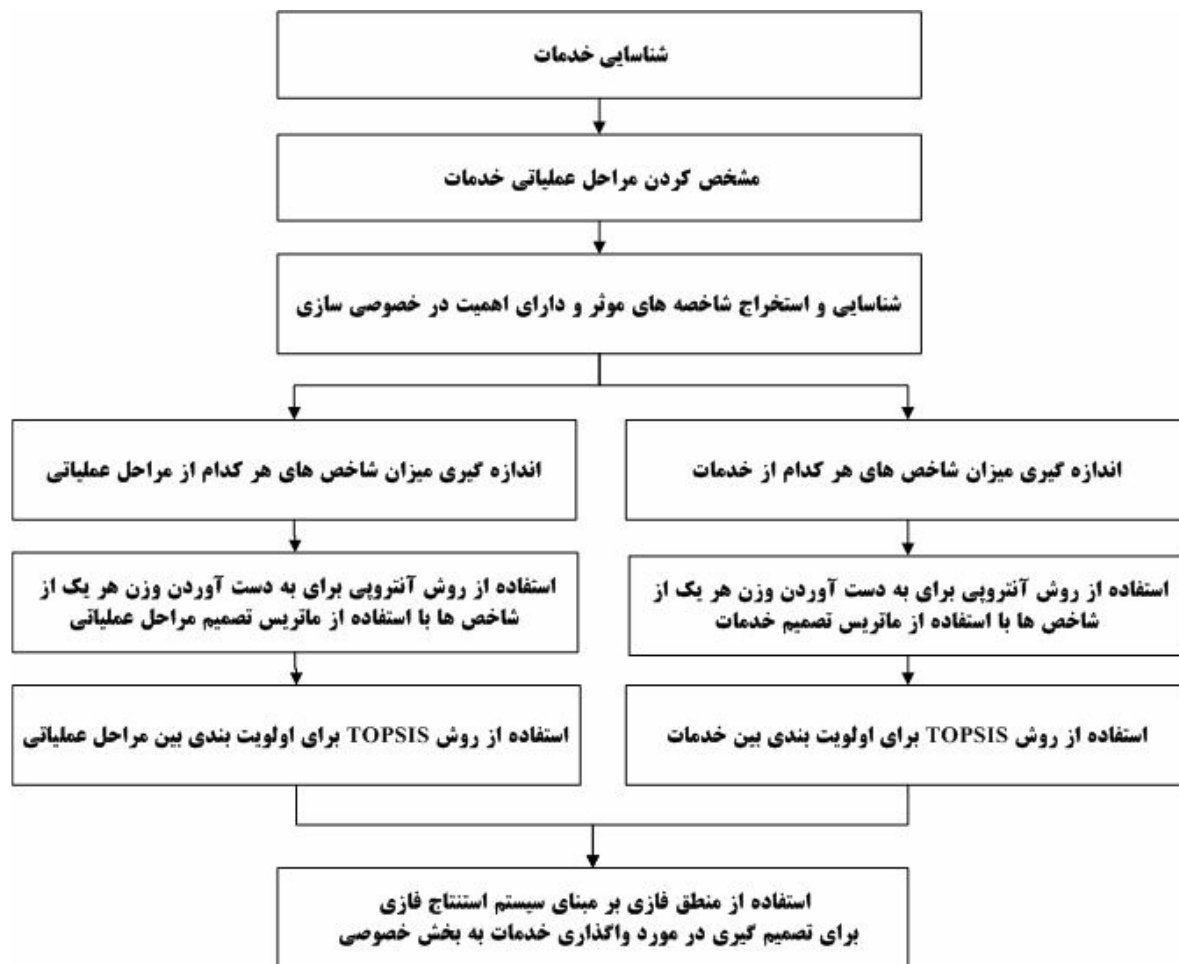 شناسایی خدمات
مشخص کردن مراحل عملیاتی خدمات
شناسایی و استخراج شاخصه های موثر و دارای اهمیت در خصوصی سازی
اندازه گیری میزان شاخص های هر کدام از خدمات
اندازه گیری میزان شاخص های هر کدام از مراحل عملیاتی
استفاده از روش آنتروپی برای به دست آوردن وزن هر یک از
شاخص ها با استفاده از ماتریس تصمیم خدمات
استفاده از روش آنتروپی برای به دست آوردن وزن هر یک از
شاخص ها با استفاده از ماتریس تصمیم مراحل عملیاتی
استفاده از روش TOPSIS برای اولویت بندی بین خدمات
استفاده از روش TOPSIS برای اولویت بندی بین مراحل عملیاتی
استفاده از منطق فازی بر مبنای سیستم استنتاج فازی
برای تصمیم گیری در مورد واگذاری خدمات به بخش خصوصی